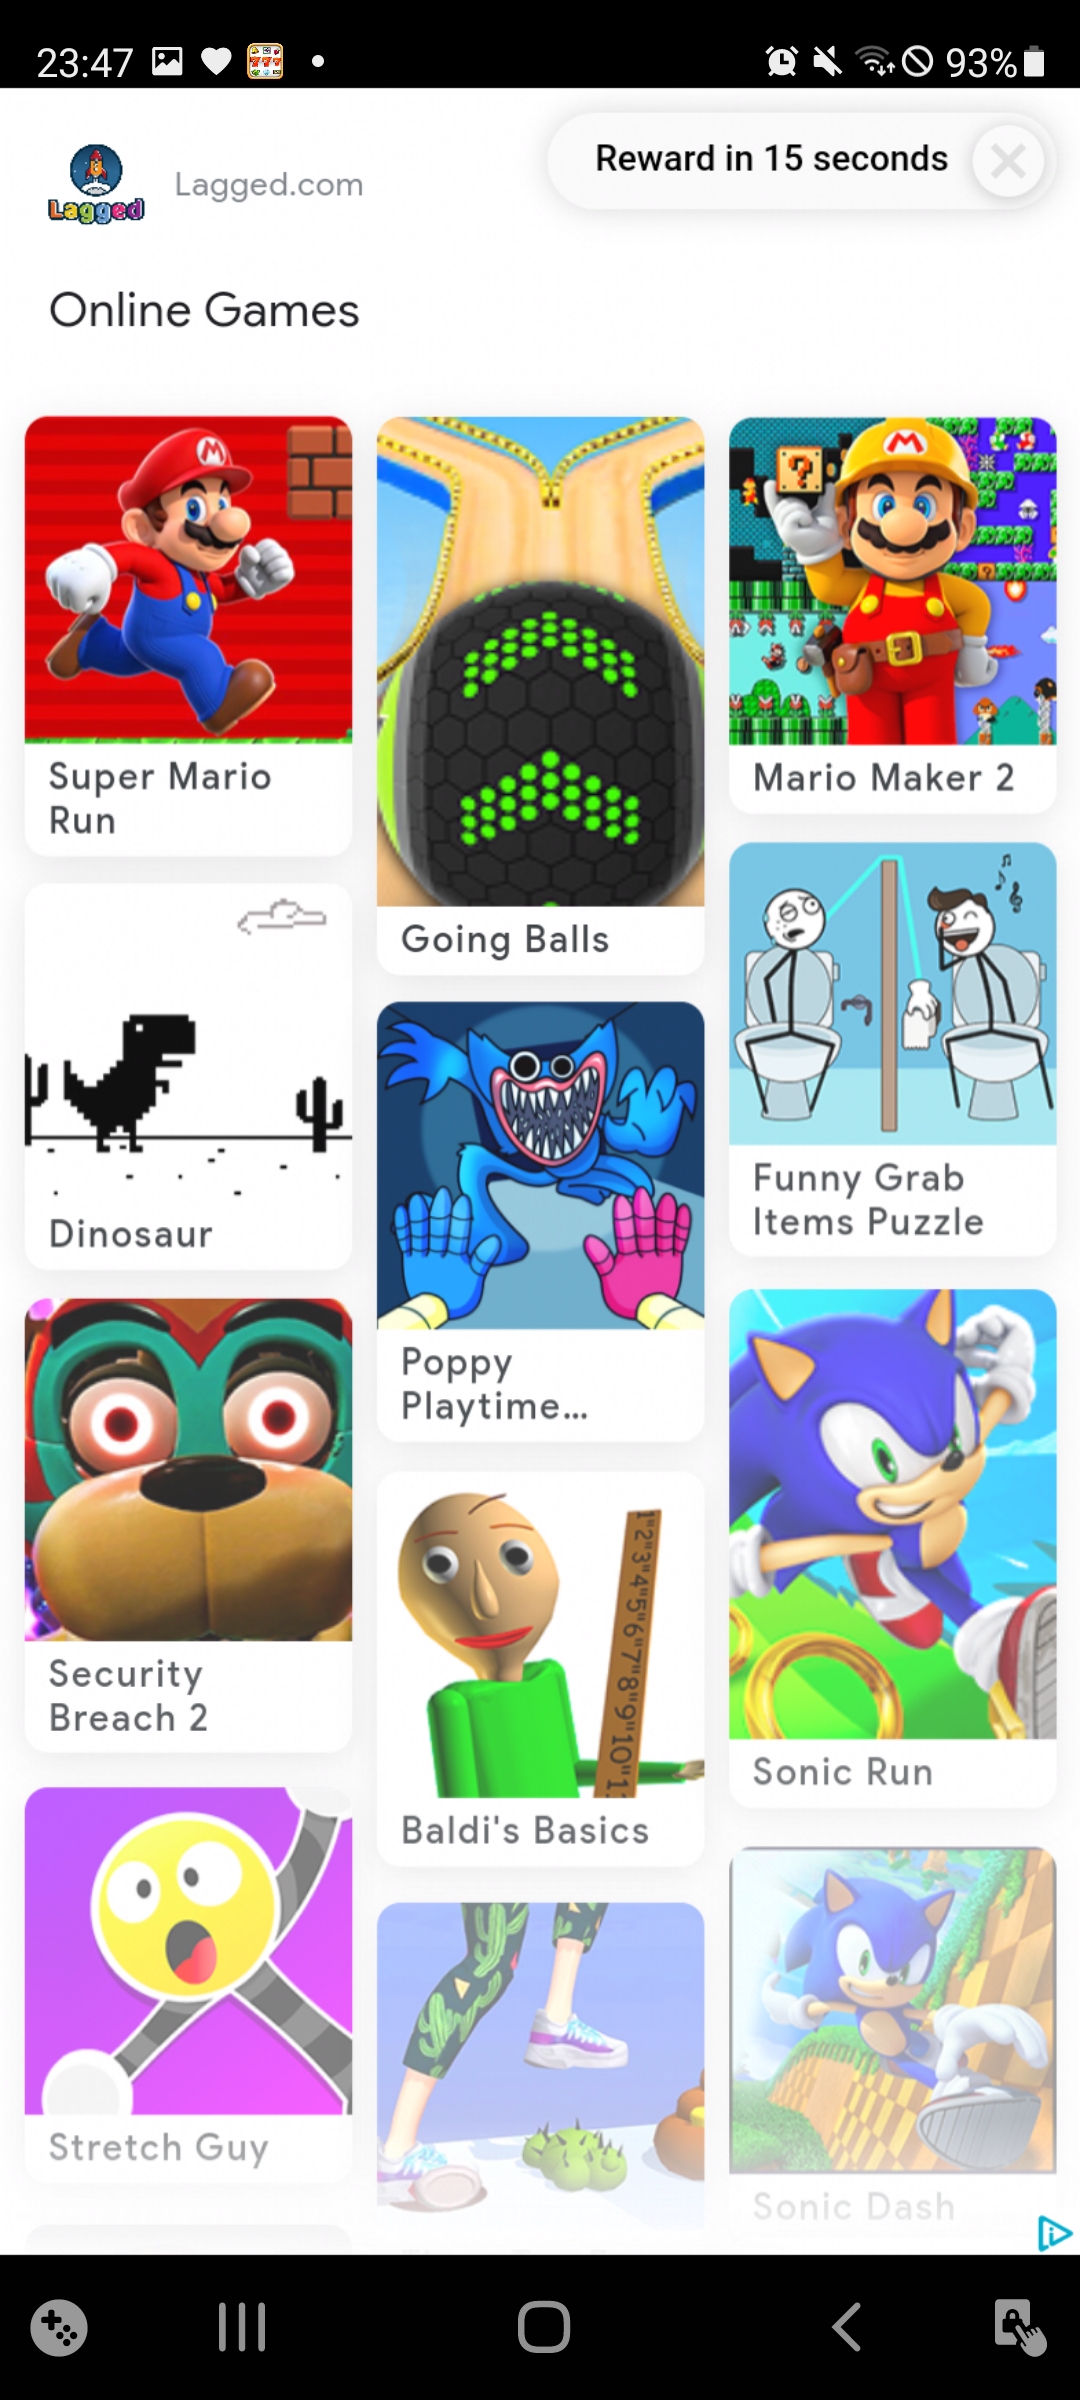 23:47
93%
Lagged
Lagged.com
Reward in 15 seconds
Online Games
Super Mario
Run
Going Balls
Mario Maker 2
Dinosaur
Poppy
Playtime...
Funny Grab
Items Puzzle
Security
Breach 2
Baldi's Basics
Sonic Run
Stretch Guy
Sonic Dash